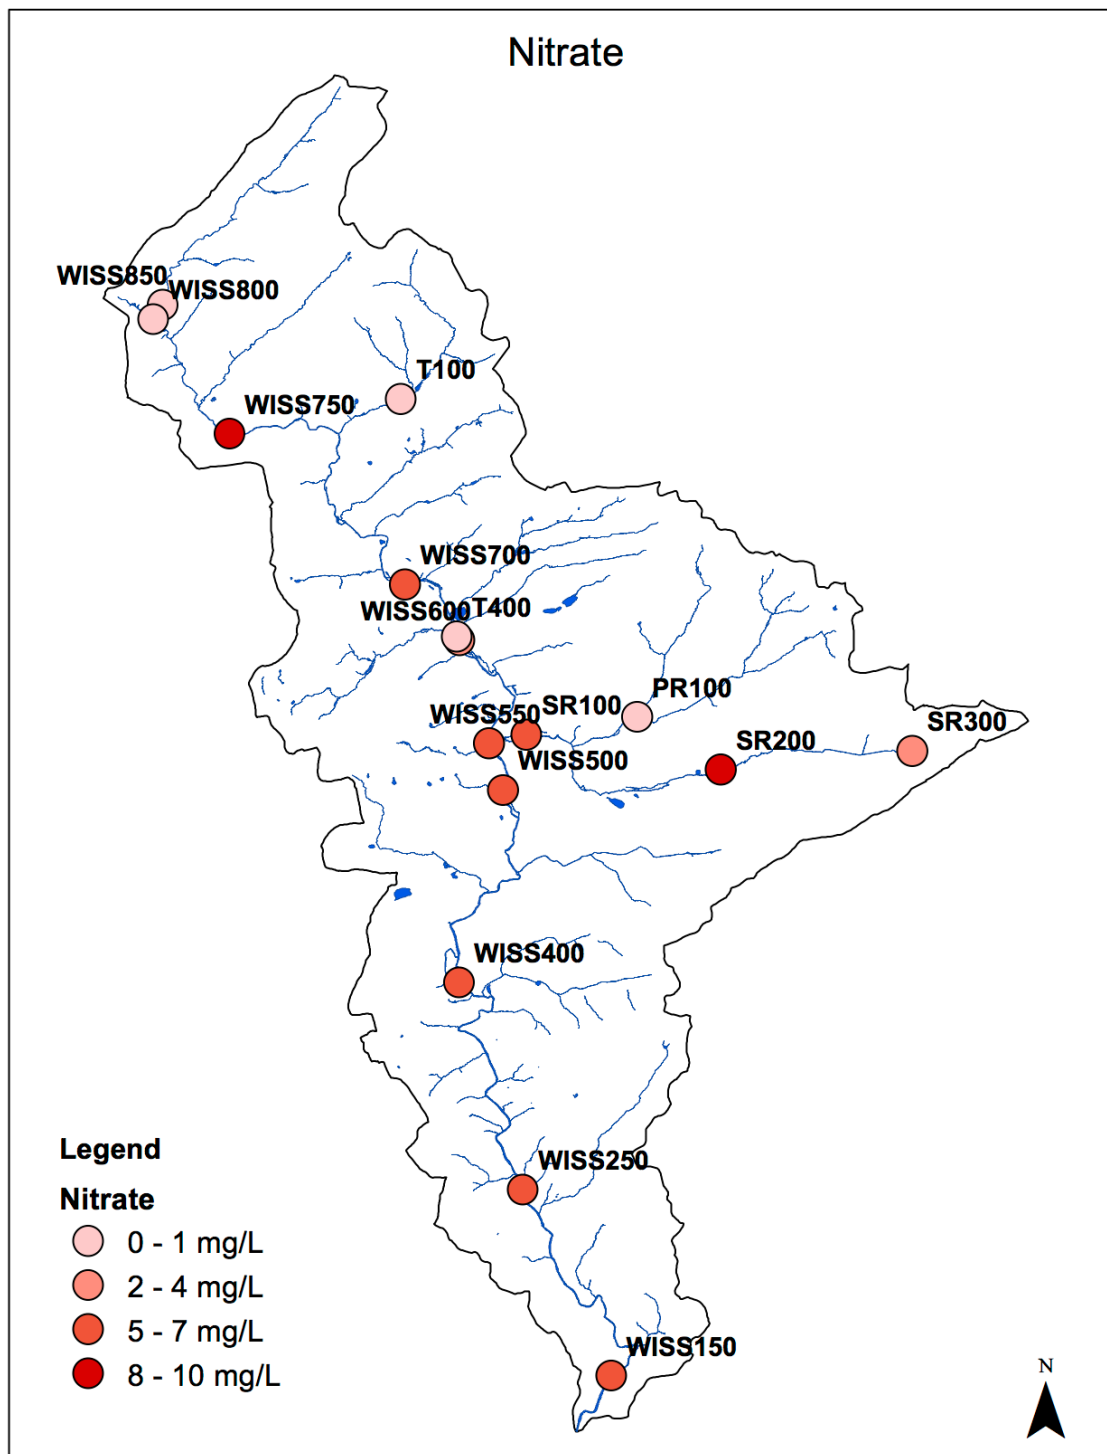 Nitrate
WISS850
WISS800
T100
WISS750
WISS700
WISS600
T400
PR100
SR100
WISS550
SR300
SR200
WISS500
WISS400
WISS250
WISS150
Legend
Nitrate
0 - 1 mg/L
2 - 4 mg/L
5 - 7 mg/L
8 - 10 mg/L
N